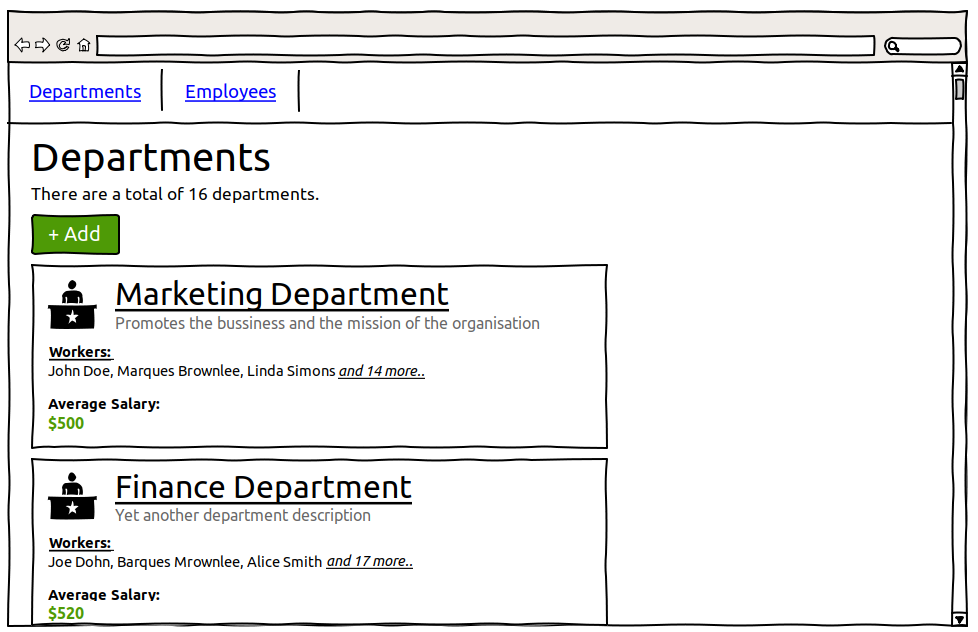 Departments
Employees
Departments
There are a total of 16 departments.
+ Add
Marketing Department
Promotes the bussiness and the mission of the organisation
Workers:
John Doe, Marques Brownlee, Linda Simons and 14 more..
Average Salary:
$500
Finance Department
Yet another department description
Workers:
Joe Dohn, Barques Mrownlee, Alice Smith and 17 more..
Average Salary:
$520